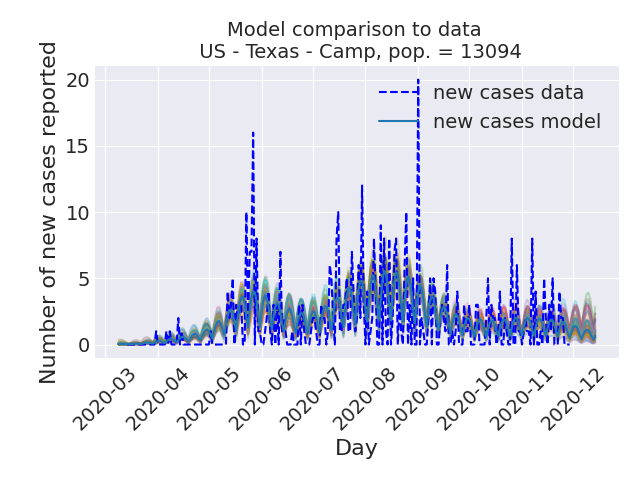 Model comparison to data
US - Texas - Camp, pop. = 13094
Number of new cases reported
20
15
10
5
0
new cases data
new cases model
2020-03
2020-04
2020-05
2020-06
2020-07
2020-08
2020-09
2020-10
2020-11
2020-12
Day